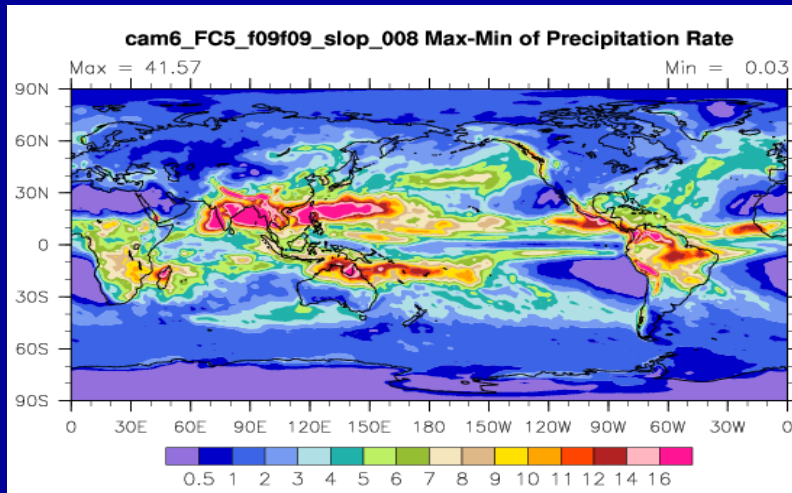 cam6_FC5_f09f09_slop_008 Max-Min of Precipitation Rate
Max = 41.57 Min = 0.03
90N
60N
30N
0
30S
60S
90S
0 30E 60E 90E 120E 150E 180 150W 120W 90W 60W 30W 0
0.5 1 2 3 4 5 6 7 8 9 10 11 12 14 16